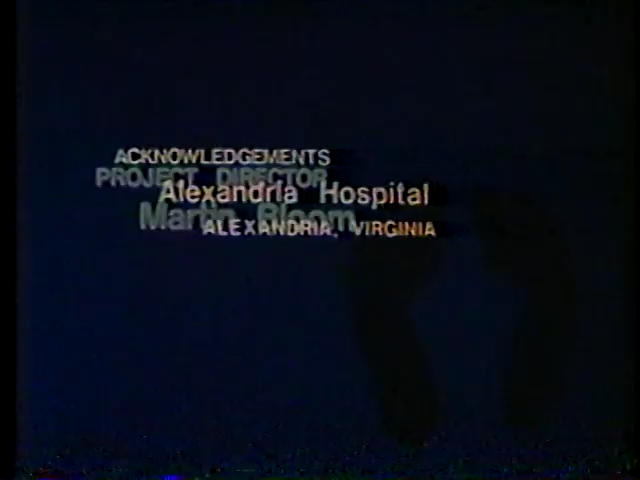 ACKNOWLEDGEMENTS
PROJECT DIRECTOR
Alexandria Hospital
Martin Bloom
ALEXANDRIA, VIRGINIA